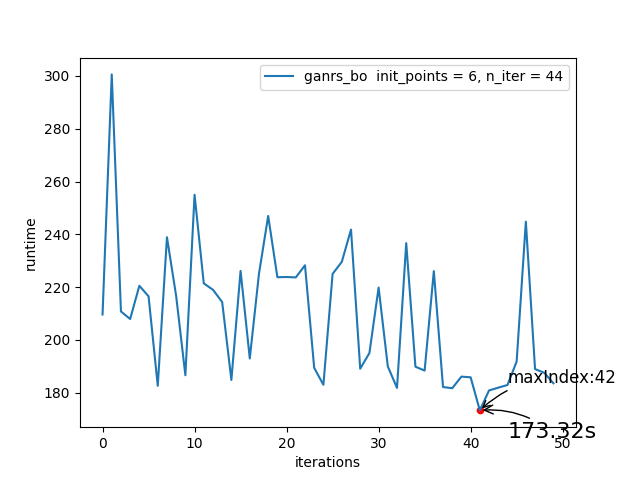 ganrs_bo  init_points = 6, n_iter = 44
300
280
260
240
220
200
180
runtime
maxIndex:42
173.32s
0
10
20
30
40
50
iterations